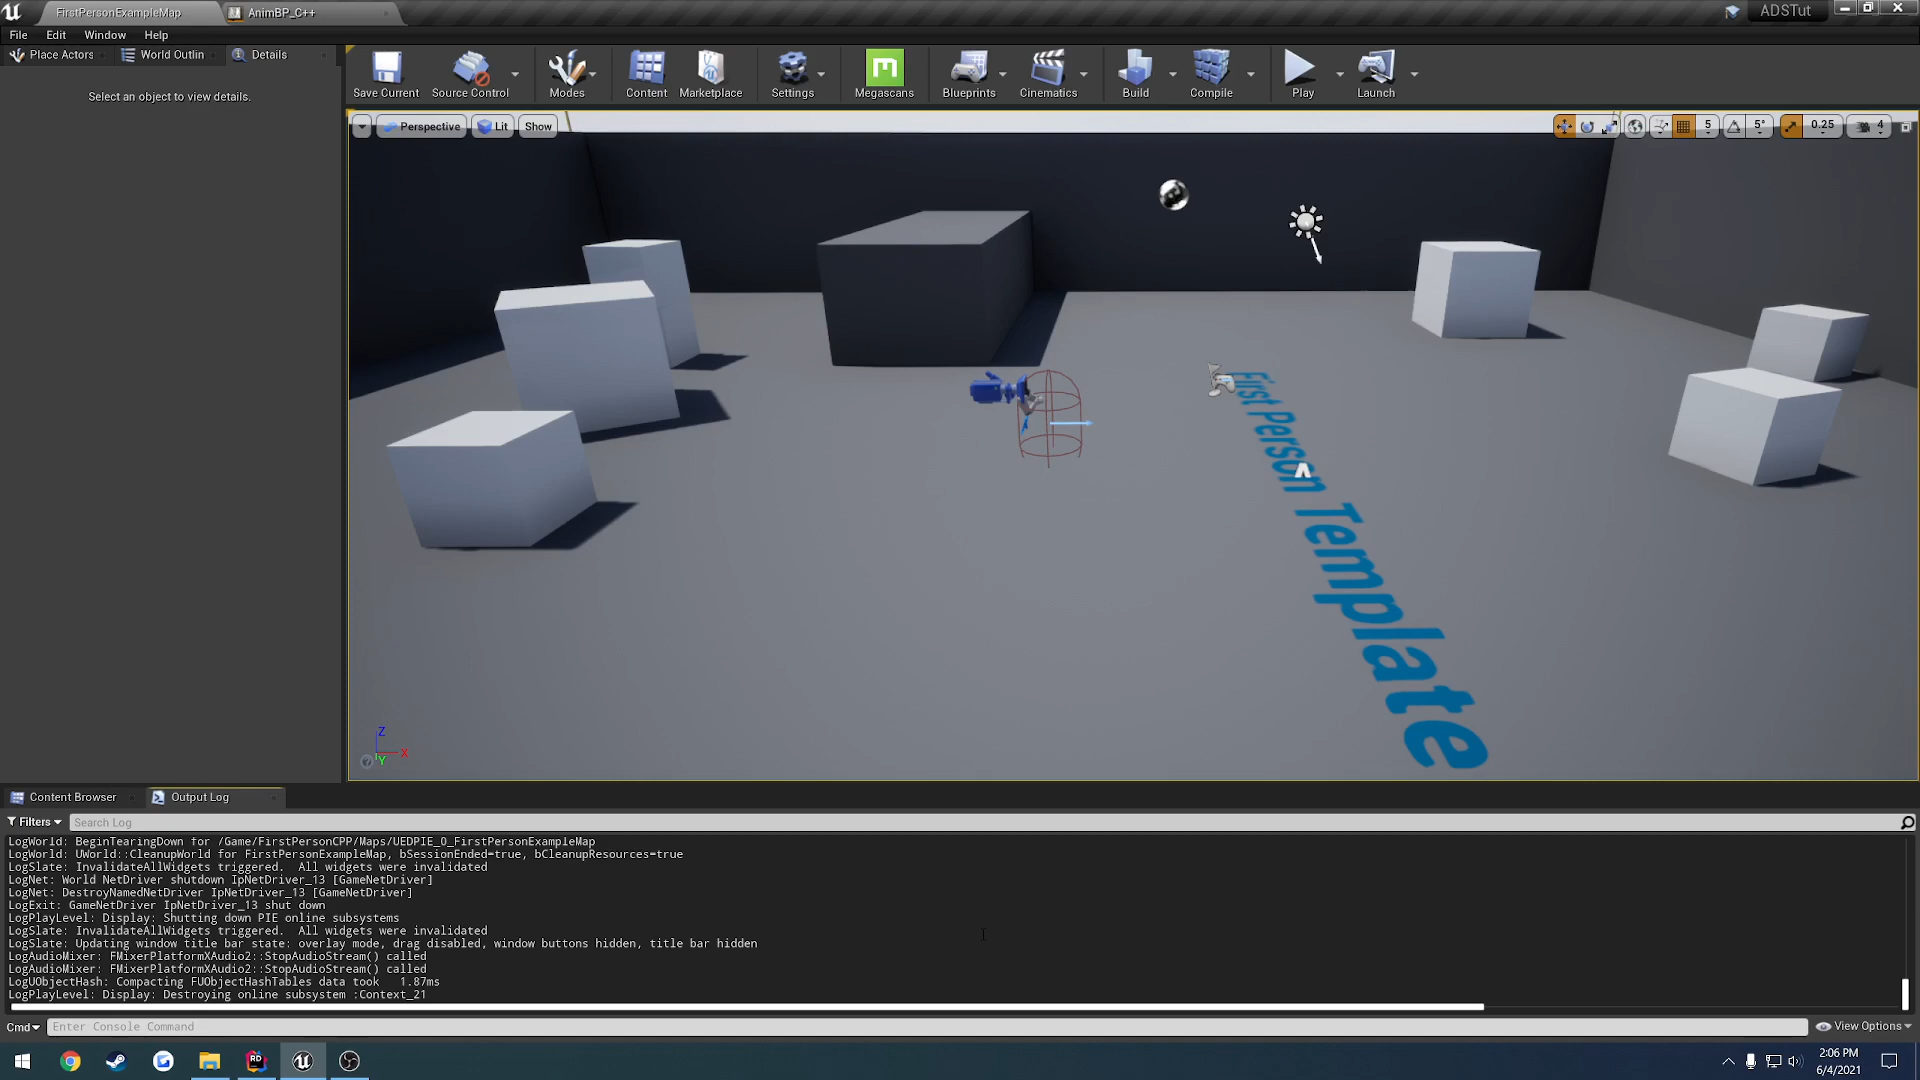 FirstPersonExampleMap
AnimBP_C++
ADSTut
File Edit Window Help
Place Actors
World Outlin
Details
Select an object to view details.
Save Current
Source Control
Modes
Content
Marketplace
Settings
Megascans
Blueprints
Cinematics
Build
Compile
Play
Launch
Perspective
Lit
Show
5
5°
0.25
4
First Person Template
Z
X
Y
Content Browser
Output Log
Filters
Search Log
LogWorld: BeginTearingDown for /Game/FirstPersonCPP/Maps/UEDPIE_0_FirstPersonExampleMap
LogWorld: UWorld::CleanupWorld for FirstPersonExampleMap, bSessionEnded=true, bCleanupResources=true
LogSlate: InvalidateAllWidgets triggered.  All widgets were invalidated
LogNet: World NetDriver shutdown IpNetDriver_13 [GameNetDriver]
LogNet: DestroyNamedNetDriver IpNetDriver_13 [GameNetDriver]
LogExit: GameNetDriver IpNetDriver_13 shut down
LogPlayLevel: Display: Shutting down PIE online subsystems
LogSlate: InvalidateAllWidgets triggered.  All widgets were invalidated
LogSlate: Updating window title bar state: overlay mode, drag disabled, window buttons hidden, title bar hidden
LogAudioMixer: FMixerPlatformXAudio2::StopAudioStream() called
LogAudioMixer: FMixerPlatformXAudio2::StopAudioStream() called
LogUObjectHash: Compacting FUObjectHashTables data took   1.87ms
LogPlayLevel: Display: Destroying online subsystem :Context_21
Cmd
Enter Console Command
View Options
RD
2:06 PM
6/4/2021